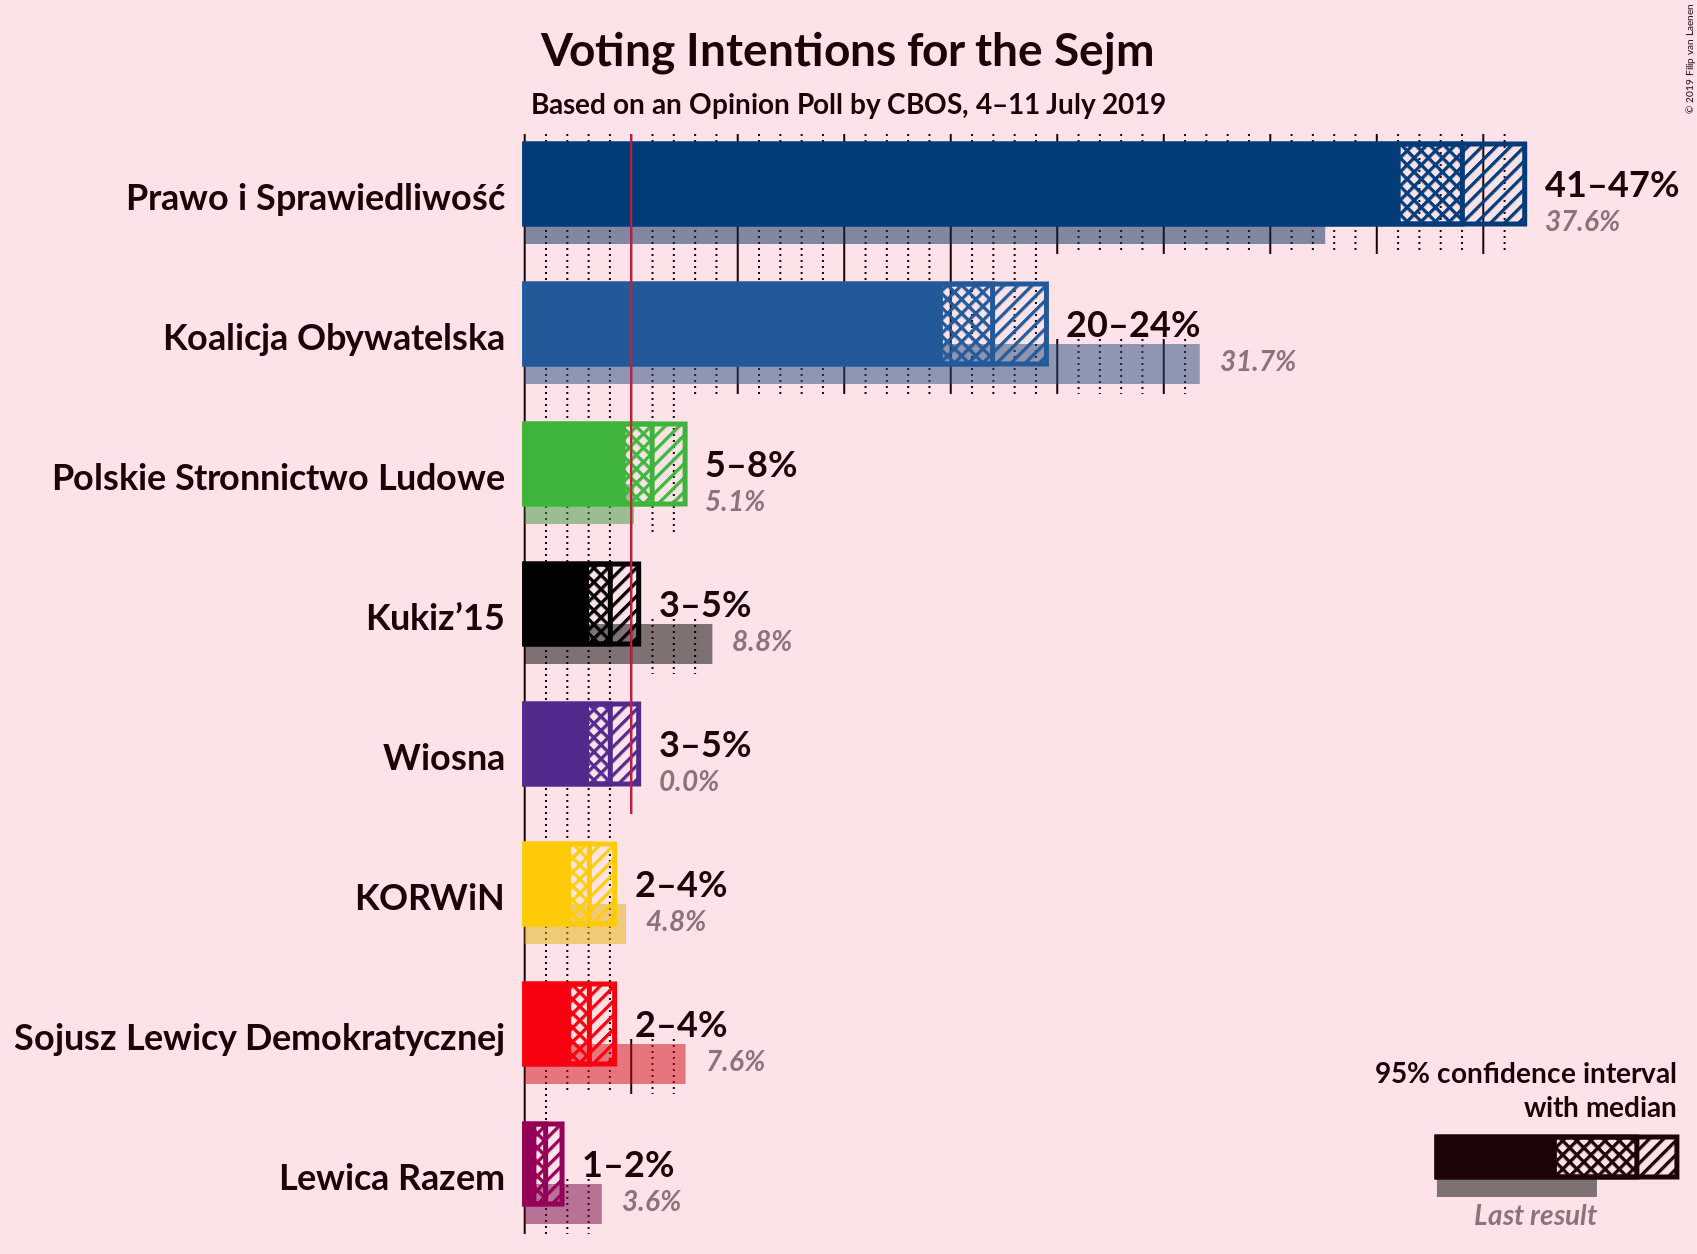 Voting Intentions for the Sejm
Based on an Opinion Poll by CBOS, 4–11 July 2019
© 2019 Filip van Laenen
Prawo i Sprawiedliwość
41–47%
37.6%
Koalicja Obywatelska
20–24%
31.7%
Polskie Stronnictwo Ludowe
5–8%
5.1%
Kukiz’15
3–5%
8.8%
Wiosna
3–5%
0.0%
KORWiN
2–4%
4.8%
Sojusz Lewicy Demokratycznej
2–4%
7.6%
Lewica Razem
1–2%
3.6%
95% confidence interval
with median
Last result